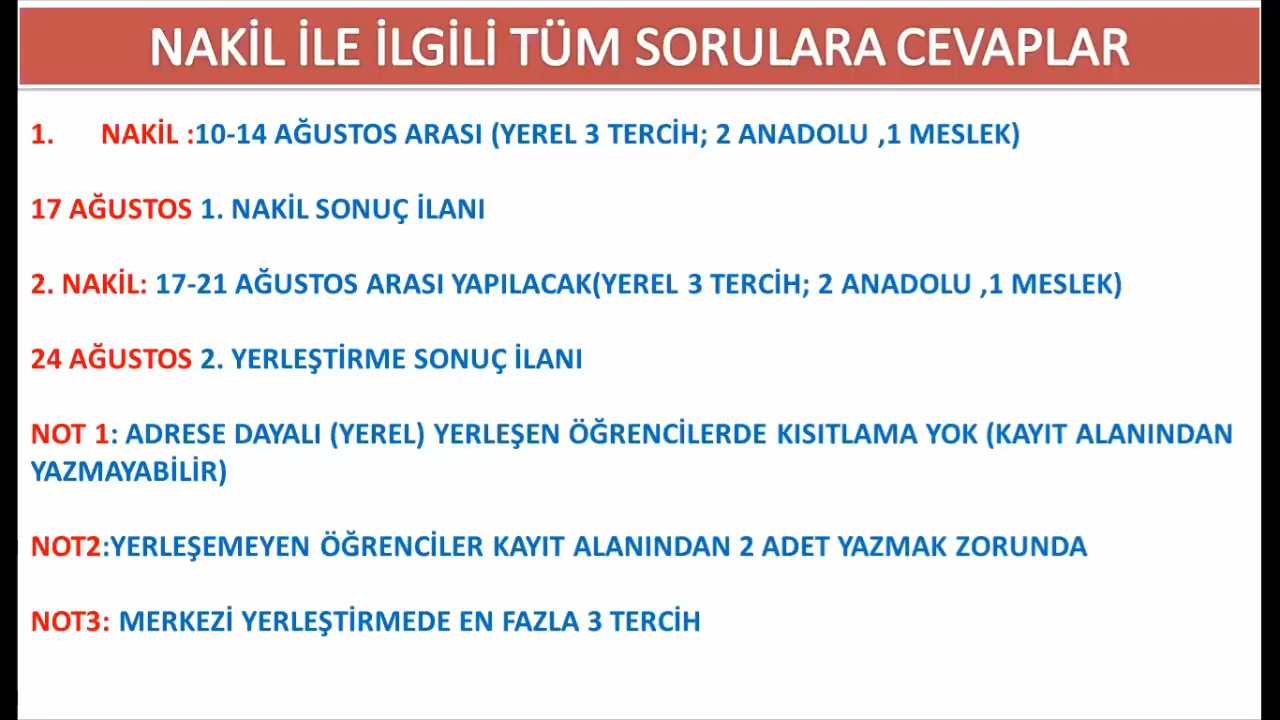 NAKİL İLE İLGİLİ TÜM SORULARA CEVAPLAR
1. NAKİL :10-14 AĞUSTOS ARASI (YEREL 3 TERCİH; 2 ANADOLU ,1 MESLEK)
17 AĞUSTOS 1. NAKİL SONUÇ İLANI
2. NAKİL: 17-21 AĞUSTOS ARASI YAPILACAK(YEREL 3 TERCİH; 2 ANADOLU ,1 MESLEK)
24 AĞUSTOS 2. YERLEŞTİRME SONUÇ İLANI
NOT 1: ADRESE DAYALI (YEREL) YERLEŞEN ÖĞRENCİLERDE KISITLAMA YOK (KAYIT ALANINDAN
YAZMAYABİLİR)
NOT2:YERLEŞEMEYEN ÖĞRENCİLER KAYIT ALANINDAN 2 ADET YAZMAK ZORUNDA
NOT3: MERKEZİ YERLEŞTİRMEDE EN FAZLA 3 TERCİH